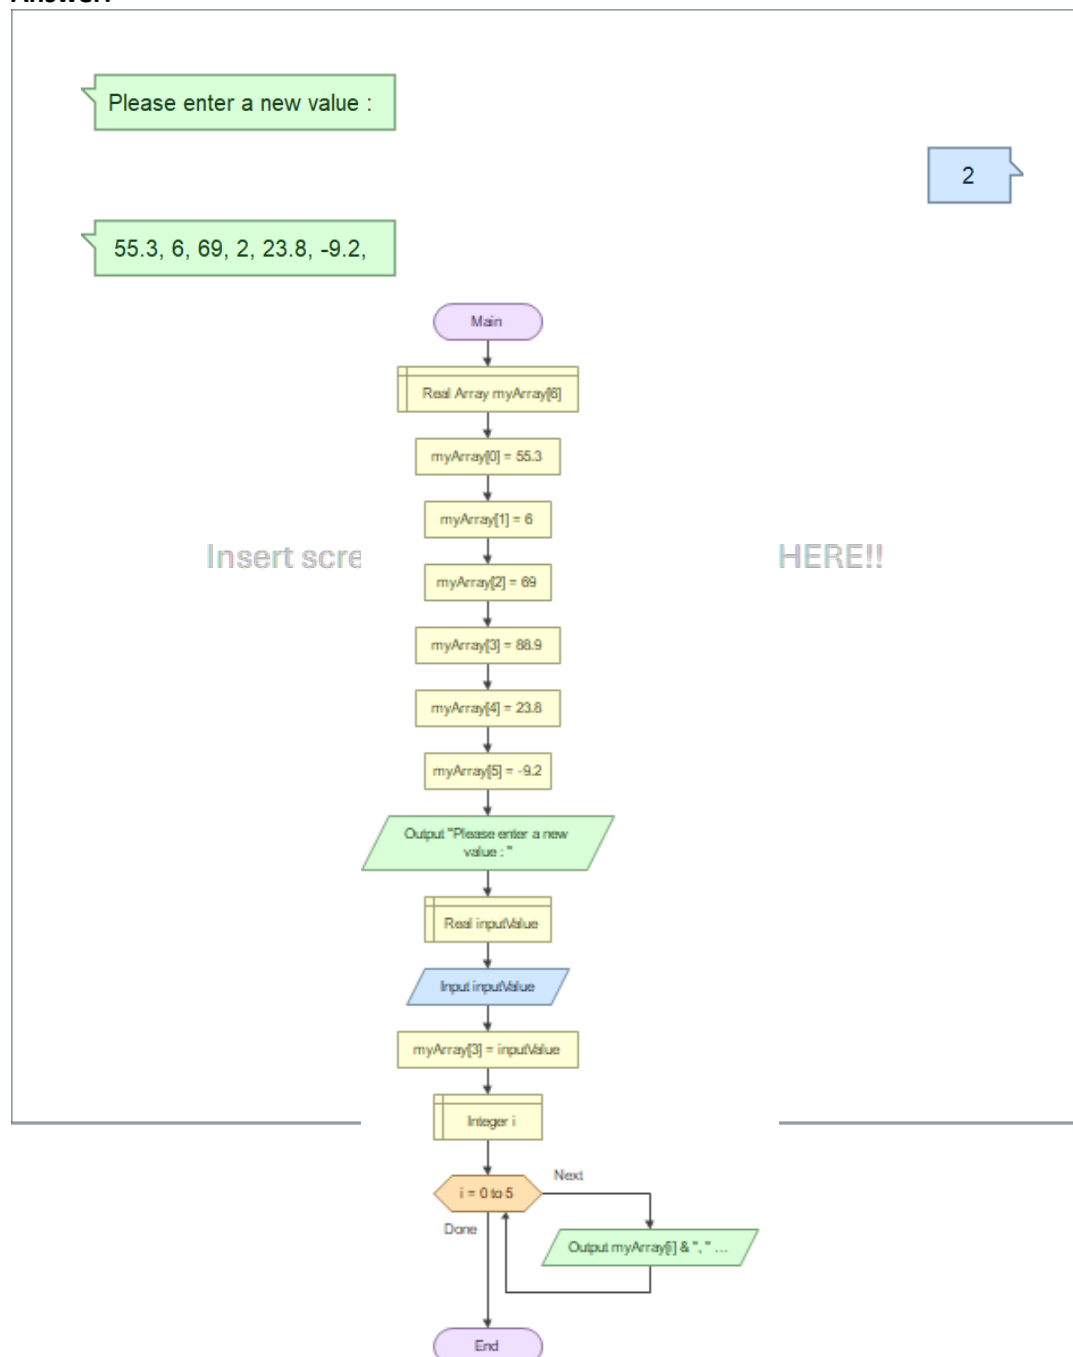 Please enter a new value :
2
55.3, 6, 69, 2, 23.8, -9.2,
Main
Real Array myArray[6]
myArray[0] = 55.3
myArray[1] = 6
Insert scre
HERE!!
myArray[2] = 69
myArray[3] = 88.9
myArray[4] = 23.8
myArray[5] = -9.2
Output "Please enter a new
value : "
Real inputValue
Input inputValue
myArray[3] = inputValue
Integer i
Next
i = 0 to 5
Done
Output myArray[i] & ", " ...
End